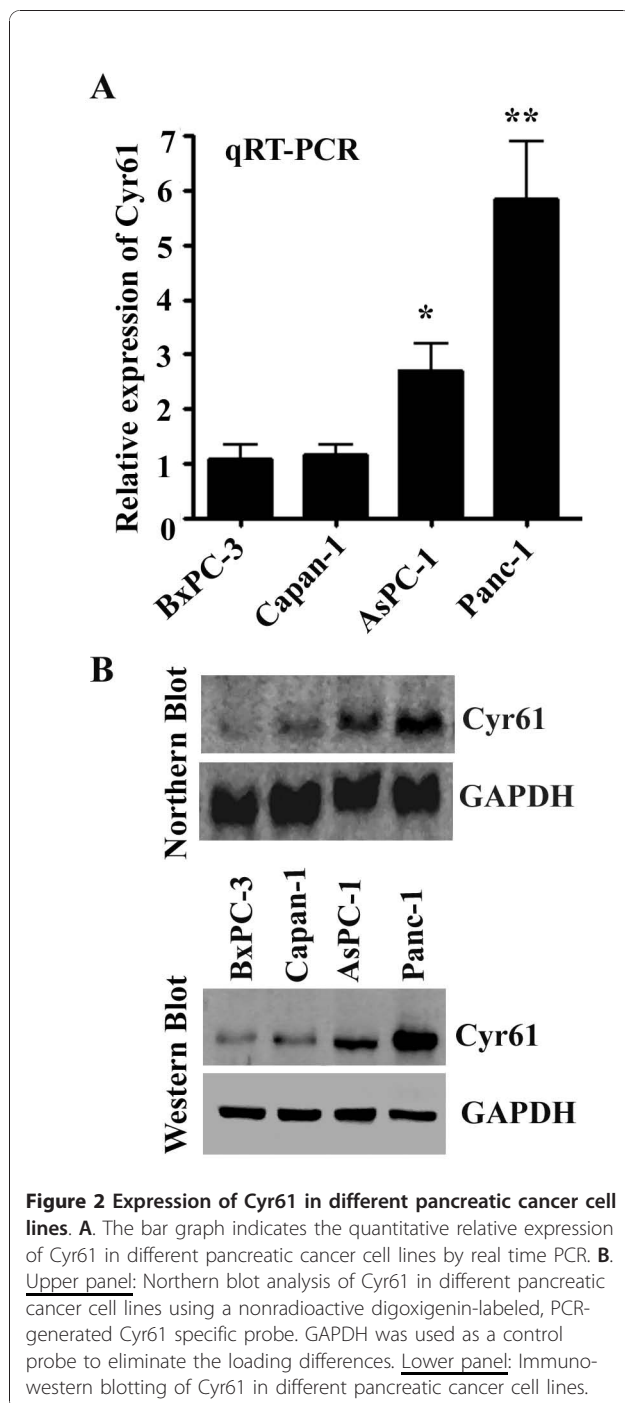 A
Relative expression of Cyr61
7
6
5
4
3
2
1
0
qRT-PCR
*
**
BxPC-3
Capan-1
AsPC-1
Panc-1
B
Northern Blot
Cyr61
GAPDH
BxPC-3
Capan-1
AsPC-1
Panc-1
Western Blot
Cyr61
GAPDH
Figure 2 Expression of Cyr61 in different pancreatic cancer cell
lines. A. The bar graph indicates the quantitative relative expression
of Cyr61 in different pancreatic cancer cell lines by real time PCR. B.
Upper panel: Northern blot analysis of Cyr61 in different pancreatic
cancer cell lines using a nonradioactive digoxigenin-labeled, PCR-
generated Cyr61 specific probe. GAPDH was used as a control
probe to eliminate the loading differences. Lower panel: Immuno-
western blotting of Cyr61 in different pancreatic cancer cell lines.